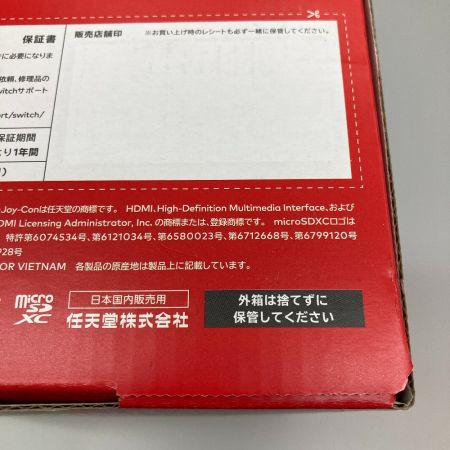 保証書
販売店舗印
※お買い上げ時のレシートも必ず一緒に保管してください。
に必要になりま
依頼、修理品の
witchサポート
rt/switch/
保証期間
より1年間
Joy-Conは任天堂の商標です。 HDMI、High-Definition Multimedia Interface、および
DMI Licensing Administrator, Inc. の商標または、登録商標です。 microSDXCロゴは
特許第6074534号、第6121034号、第6580023号、第6712668号、第6799120号
928号
OR VIETNAM 各製品の原産地は製品上に記載しています。
micro SD XC
日本国内販売用
任天堂株式会社
外箱は捨てずに
保管してください